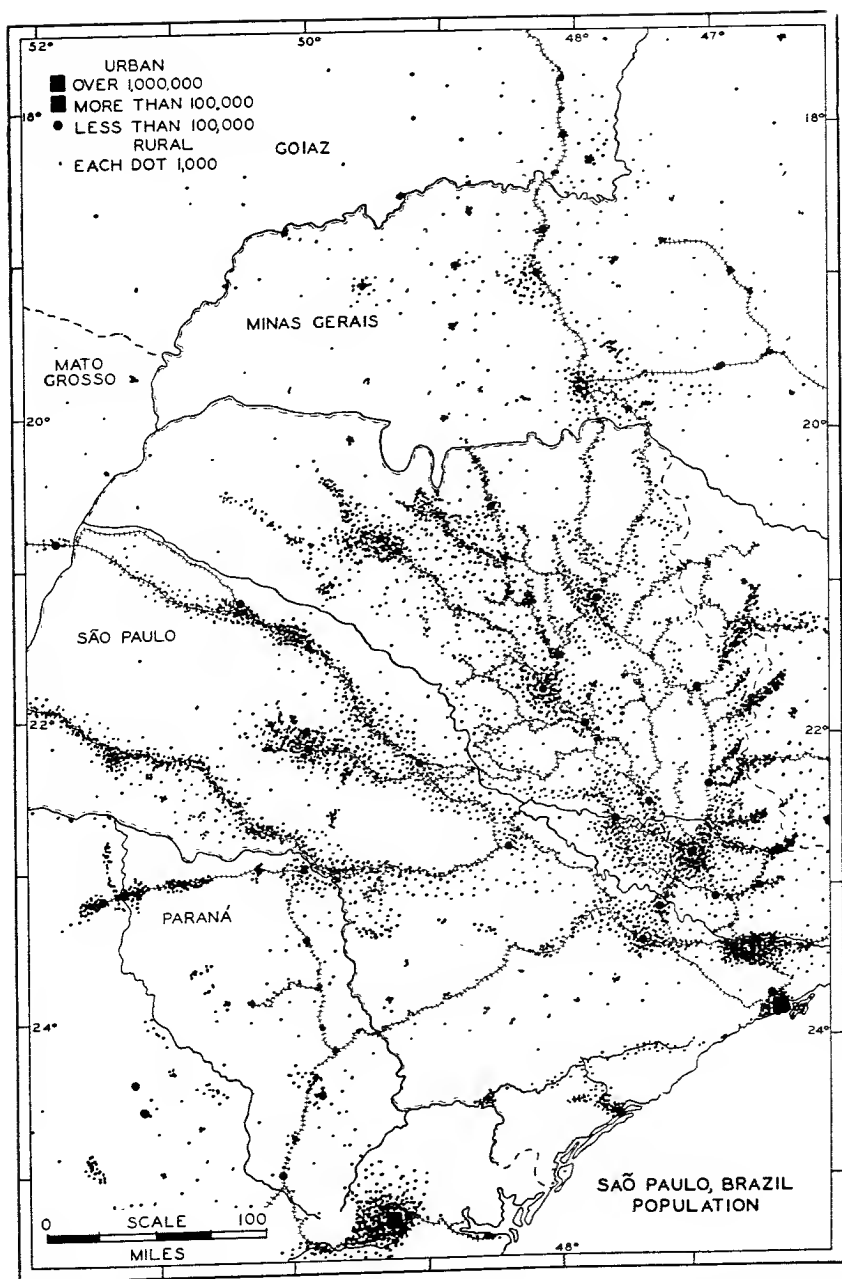 52°
50°
48°
47°
URBAN
OVER 1,000,000
MORE THAN 100,000
LESS THAN 100,000
RURAL
EACH DOT 1,000
18°
18°
GOIAZ
MINAS GERAIS
MATO
GROSSO
20°
20°
SÃO PAULO
22°
22°
PARANÁ
24°
24°
SAÕ PAULO, BRAZIL
POPULATION
0 SCALE 100
MILES
48°